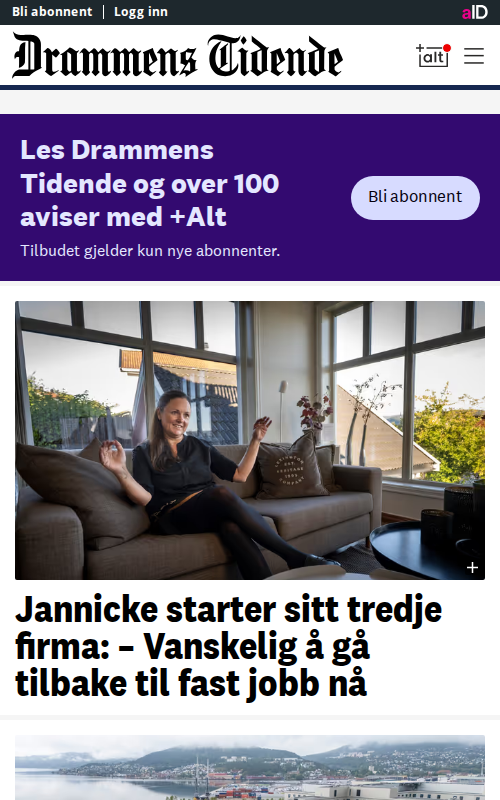 Bli abonnent
Logg inn
aID
Drammens Tidende
+alt
Les Drammens
Tidende og over 100
aviser med +Alt
Tilbudet gjelder kun nye abonnenter.
Bli abonnent
+
Jannicke starter sitt tredje
firma: – Vanskelig å gå
tilbake til fast jobb nå